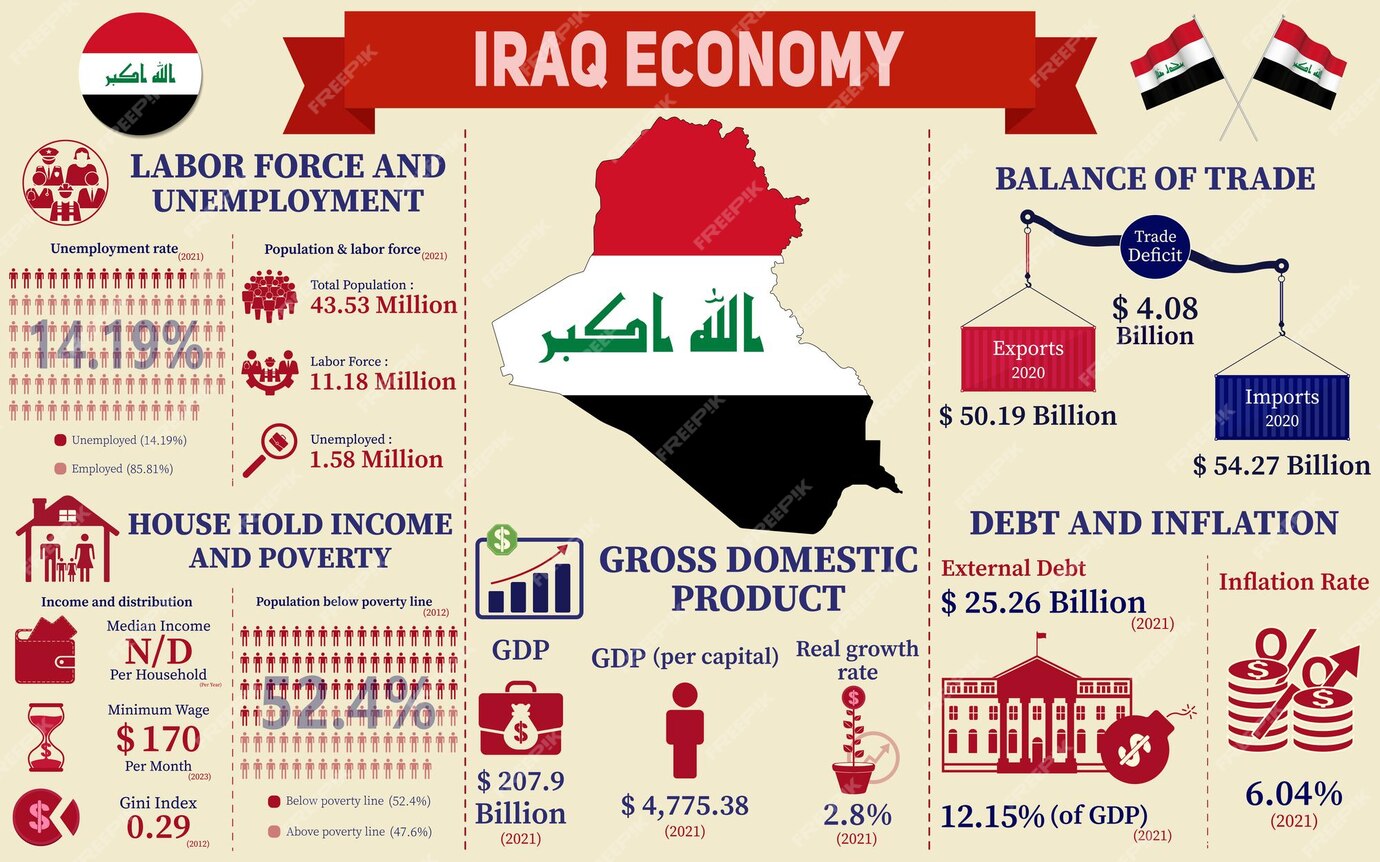 IRAQ ECONOMY
الله اكبر
الله اكبر
الله اكبر
LABOR FORCE AND
UNEMPLOYMENT
Unemployment rate
(2021)
14.19%
Unemployed (14.19%)
Employed (85.81%)
Population & labor force
(2021)
Total Population :
43.53 Million
Labor Force :
11.18 Million
Unemployed :
1.58 Million
HOUSE HOLD INCOME
AND POVERTY
Income and distribution
Median Income
N/D
Per Household
(Per Year)
Minimum Wage
$ 170
Per Month
(2023)
Gini Index
0.29
(2012)
Population below poverty line
(2012)
52.4%
Below poverty line (52.4%)
Above poverty line (47.6%)
الله اكبر
GROSS DOMESTIC
PRODUCT
GDP
$ 207.9
Billion
(2021)
GDP (per capital)
$ 4,775.38
(2021)
Real growth
rate
2.8%
(2021)
BALANCE OF TRADE
Trade
Deficit
$ 4.08
Billion
Exports
2020
$ 50.19 Billion
Imports
2020
$ 54.27 Billion
DEBT AND INFLATION
External Debt
$ 25.26 Billion
(2021)
12.15% (of GDP)
(2021)
Inflation Rate
6.04%
(2021)
FREEPIK